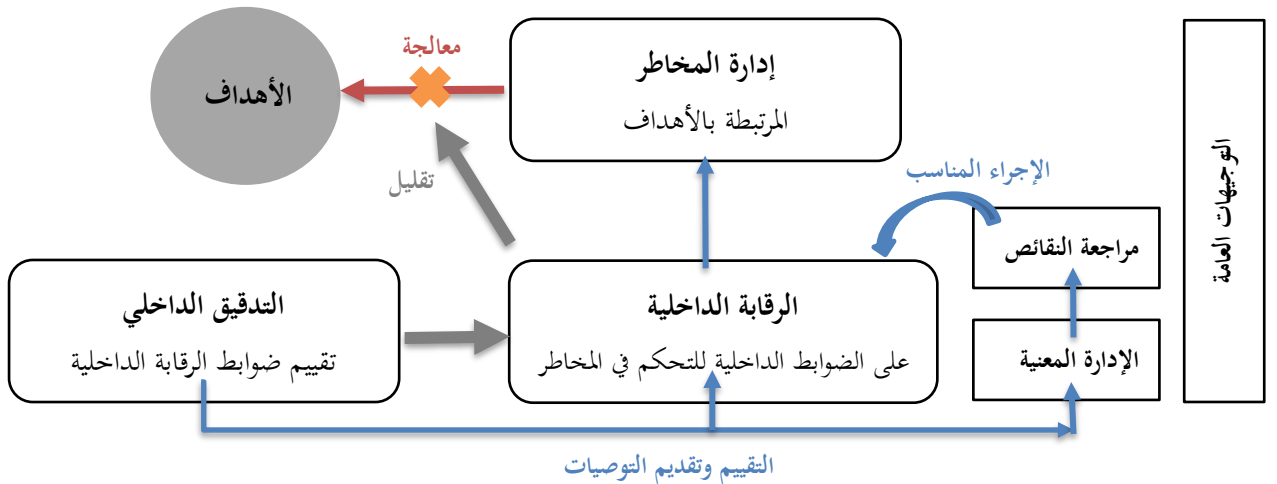 معالجة
إدارة المخاطر
المرتبطة بالأهداف
الأهداف
التوجيهات العامة
الإجراء المناسب
تقليل
مراجعة النقائص
الرقابة الداخلية
على الضوابط الداخلية للتحكم في المخاطر
التدقيق الداخلي
تقييم ضوابط الرقابة الداخلية
الإدارة المعنية
التقييم وتقديم التوصيات